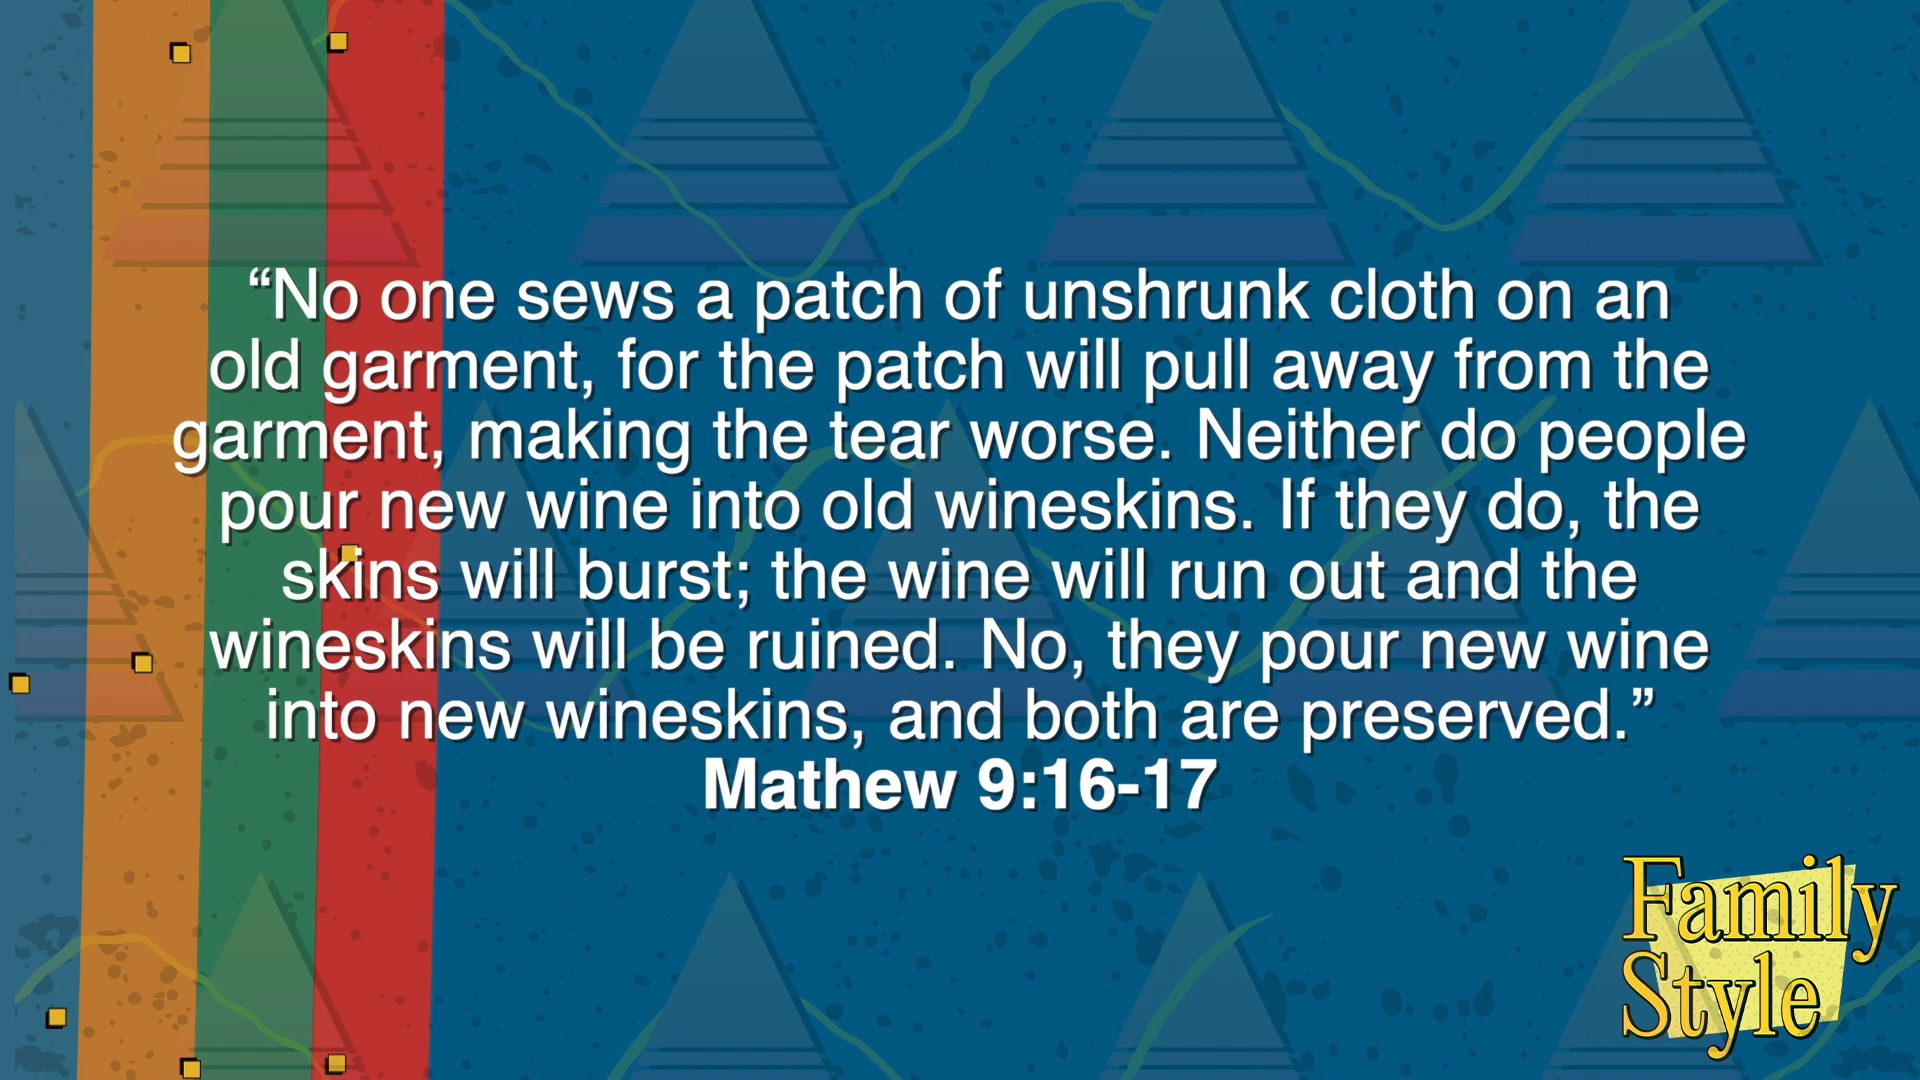 “No one sews a patch of unshrunk cloth on an
old garment, for the patch will pull away from the
garment, making the tear worse. Neither do people
pour new wine into old wineskins. If they do, the
skins will burst; the wine will run out and the
wineskins will be ruined. No, they pour new wine
into new wineskins, and both are preserved.”
Mathew 9:16-17
Family
Style